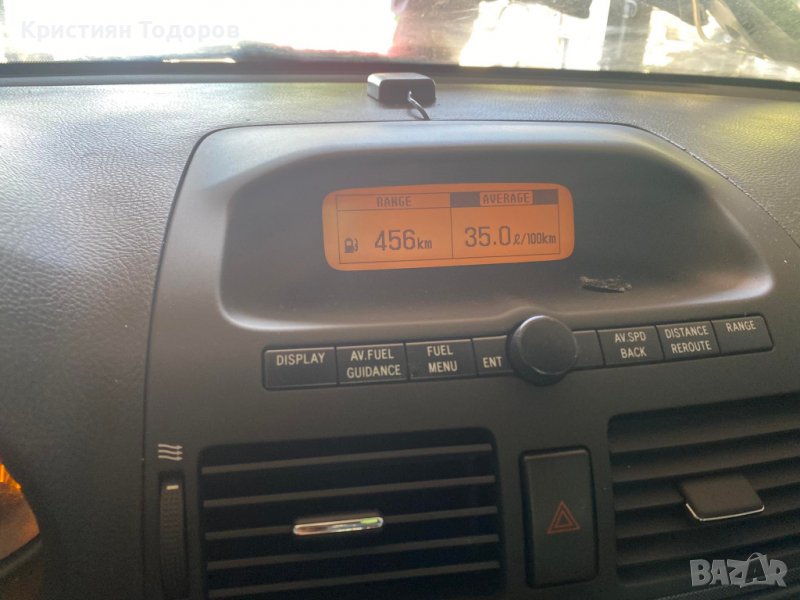 Кристиян Тодоров
RANGE AVERAGE
456km 35.0 ℓ/100km
DISPLAY AV.FUEL GUIDANCE FUEL MENU ENT AV.SPD BACK DISTANCE REROUTE RANGE
BAZAR